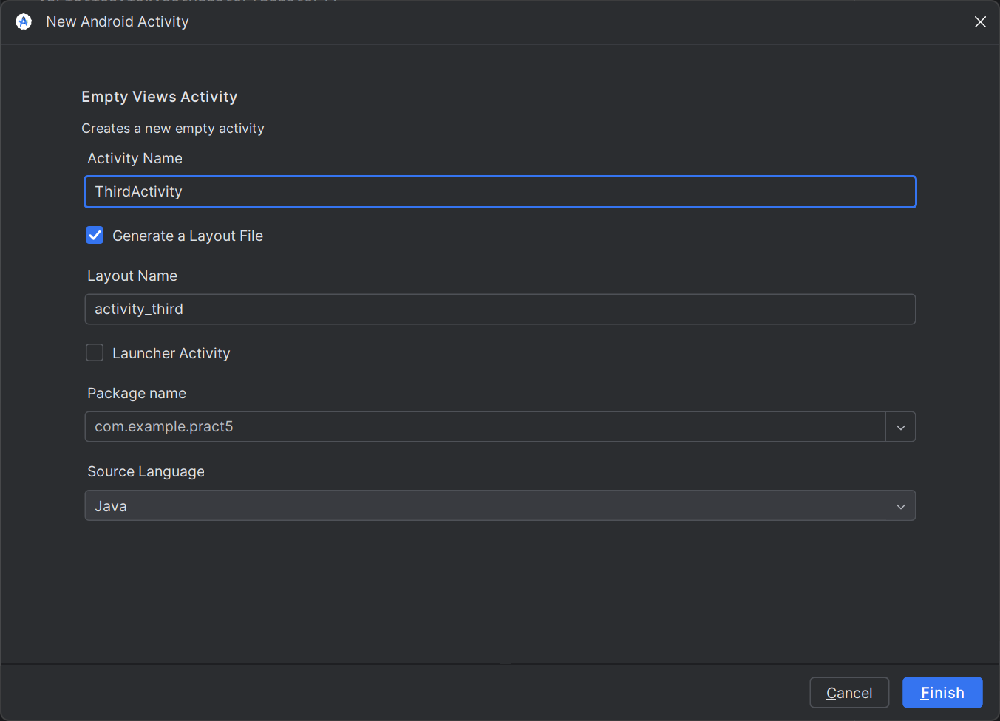 New Android Activity
Empty Views Activity
Creates a new empty activity
Activity Name
ThirdActivity
Generate a Layout File
Layout Name
activity_third
Launcher Activity
Package name
com.example.pract5
Source Language
Java
Cancel
Finish